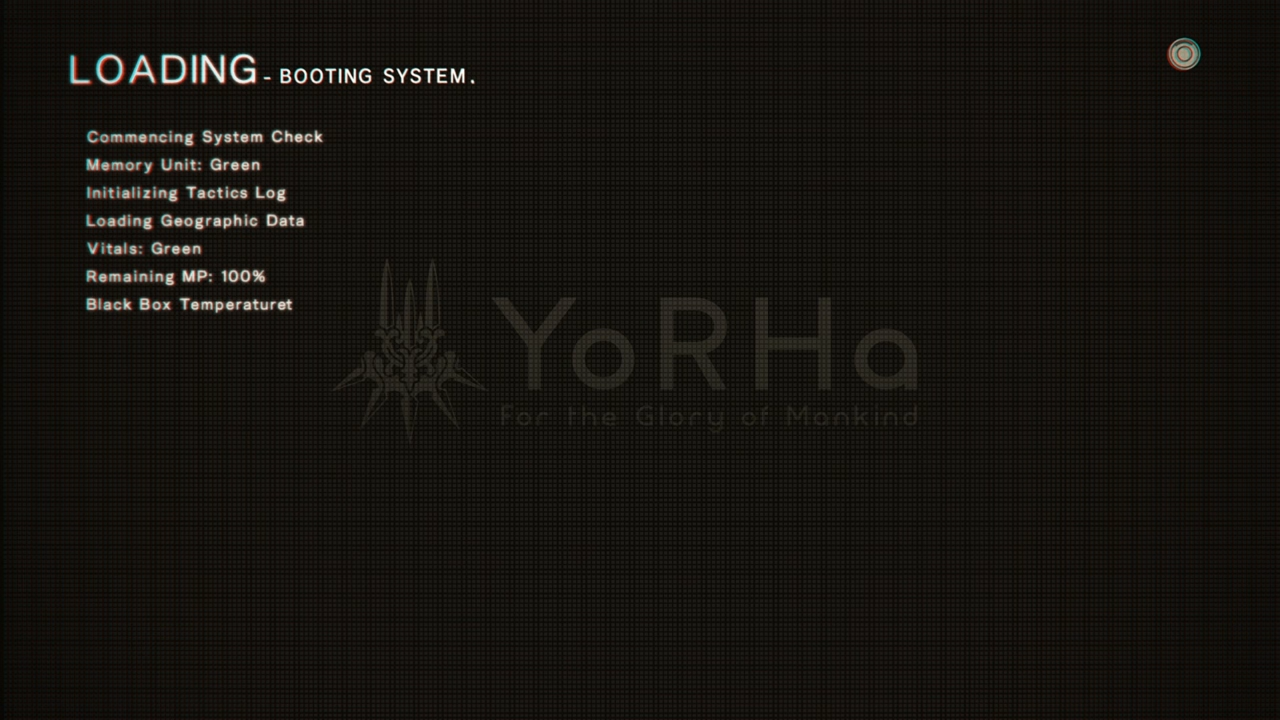 LOADING - BOOTING SYSTEM.
Commencing System Check
Memory Unit: Green
Initializing Tactics Log
Loading Geographic Data
Vitals: Green
Remaining MP: 100%
Black Box Temperaturet
YoRHa
For the Glory of Mankind